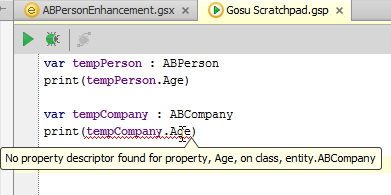 ABPersonEnhancement.gsx
Gosu Scratchpad.gsp
var tempPerson : ABPerson
print(tempPerson.Age)
var tempCompany : ABCompany
print(tempCompany.Age)
No property descriptor found for property, Age, on class, entity.ABCompany